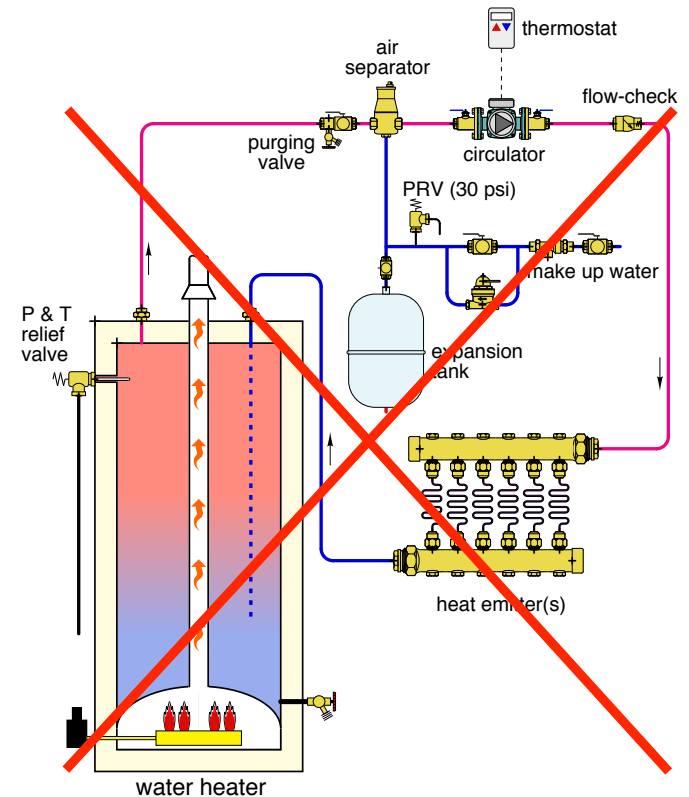 thermostat
air
separator
flow-check
purging
valve
circulator
PRV (30 psi)
make up water
P & T
relief
valve
expansion
tank
heat emitter(s)
water heater